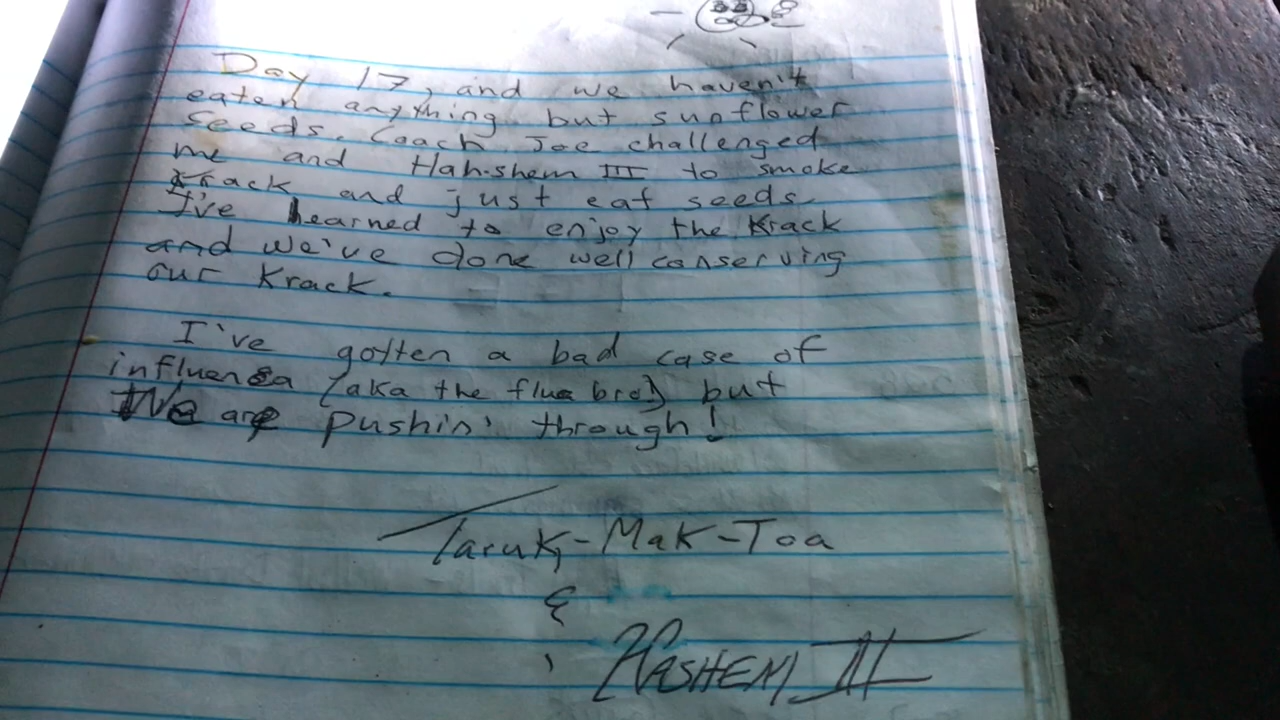 Day 17, and we haven't
eaten anything but sunflower
seeds. Coach Joe challenged
me and Hah-shem III to smoke
Krack and just eat seeds.
I've learned to enjoy the Krack
and we've done well conserving
our Krack.
I've gotten a bad case of
influensa (aka the flue bro!) but
We are pushin' through!
Taruk-Mak-Toa
&
HASHEM III